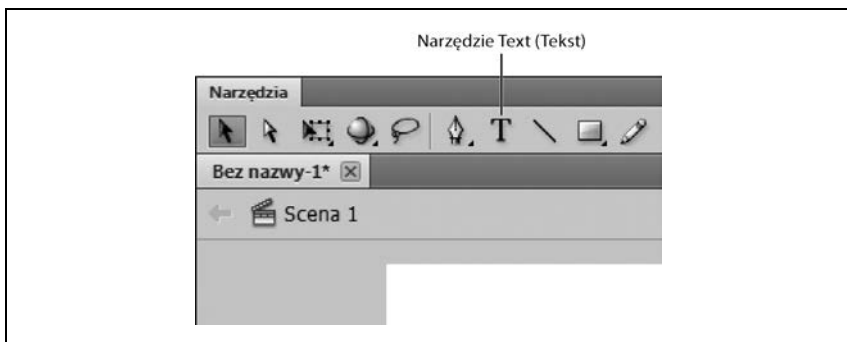 Narzędzie Text (Tekst)
Narzędzia
T
Bez nazwy-1*
Scena 1